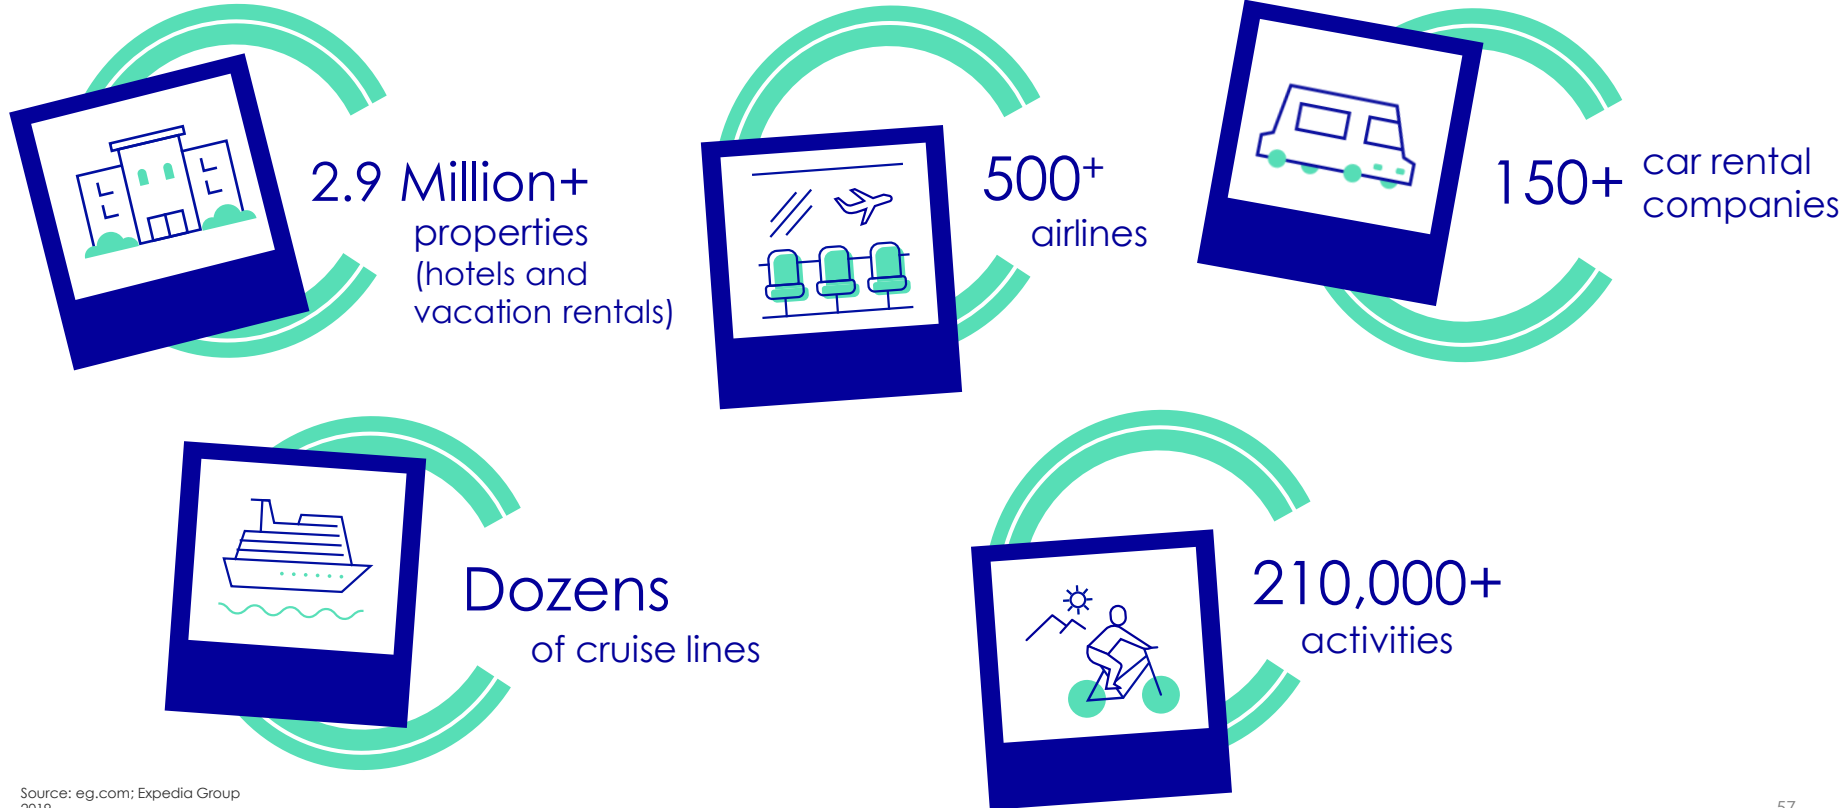 2.9 Million+
properties
(hotels and
vacation rentals)
500+
airlines
150+
car rental
companies
Dozens
of cruise lines
210,000+
activities
Source: eg.com; Expedia Group
57